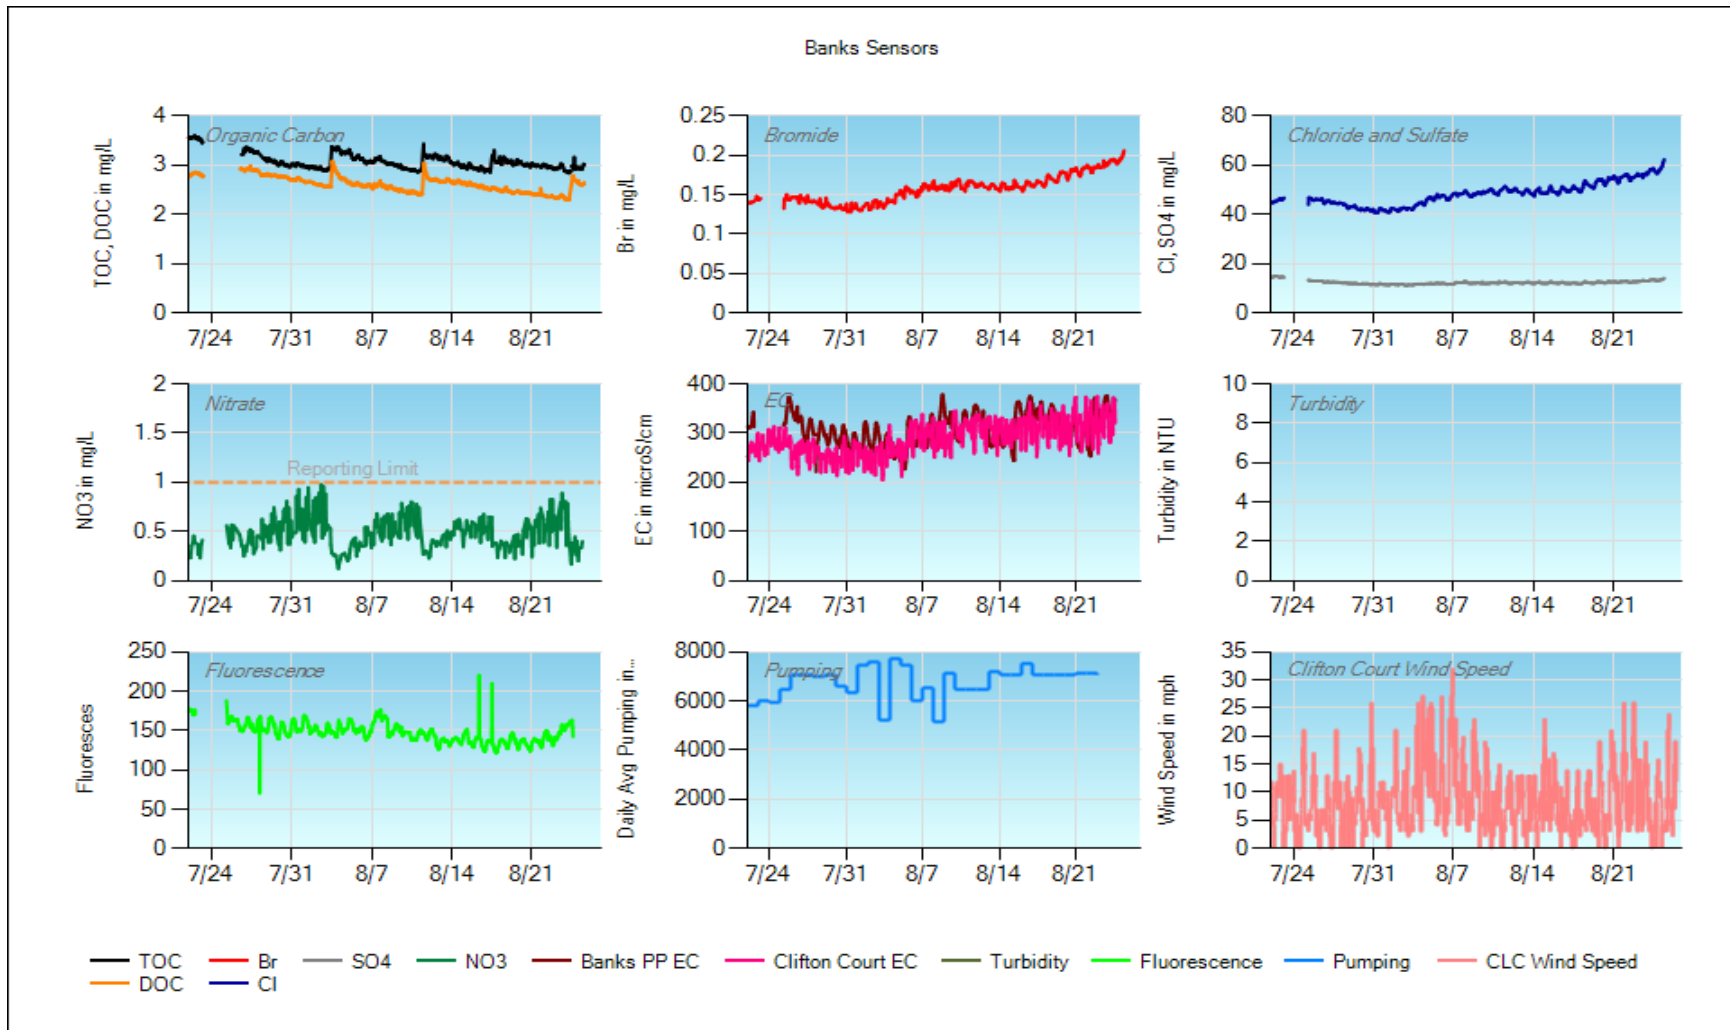 Banks Sensors
TOC, DOC in mg/L
4
3
2
1
0
Organic Carbon
7/24 7/31 8/7 8/14 8/21
Br in mg/L
0.25
0.2
0.15
0.1
0.05
0
Bromide
7/24 7/31 8/7 8/14 8/21
Cl, SO4 in mg/L
80
60
40
20
0
Chloride and Sulfate
7/24 7/31 8/7 8/14 8/21
NO3 in mg/L
2
1.5
1
0.5
0
Nitrate
Reporting Limit
7/24 7/31 8/7 8/14 8/21
EC in microS/cm
400
300
200
100
0
EC
7/24 7/31 8/7 8/14 8/21
Turbidity in NTU
10
8
6
4
2
0
Turbidity
7/24 7/31 8/7 8/14 8/21
Fluoresces
250
200
150
100
50
0
Fluorescence
7/24 7/31 8/7 8/14 8/21
Daily Avg Pumping in...
8000
6000
4000
2000
0
Pumping
7/24 7/31 8/7 8/14 8/21
Wind Speed in mph
35
30
25
20
15
10
5
0
Clifton Court Wind Speed
7/24 7/31 8/7 8/14 8/21
TOC Br SO4 NO3 Banks PP EC Clifton Court EC Turbidity Fluorescence Pumping CLC Wind Speed
DOC Cl